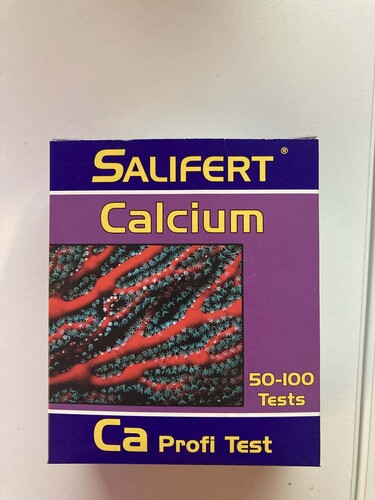 SALIFERT®
Calcium
50-100
Tests
Ca Profi Test